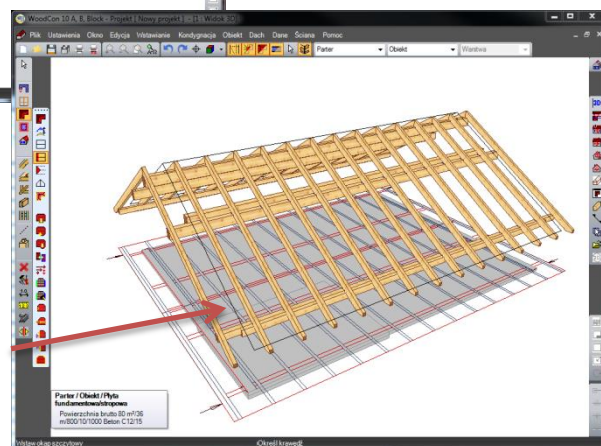 WoodCon 10 A, E, Block - Projekt [ Nowy projekt ] - [1 : Widok 3D]
Plik Ustawienia Okno Edycja Wstawianie Kondygnacja Obiekt Dach Dane Ściana Pomoc
Parter Obiekt Warstwa
3D
Parter / Obiekt / Płyta
fundamentowa/stropowa
Powierzchnia brutto 80 m²/36
m/800/10/1000 Beton C12/15
Wstaw okap szczytowy Określ krawędź